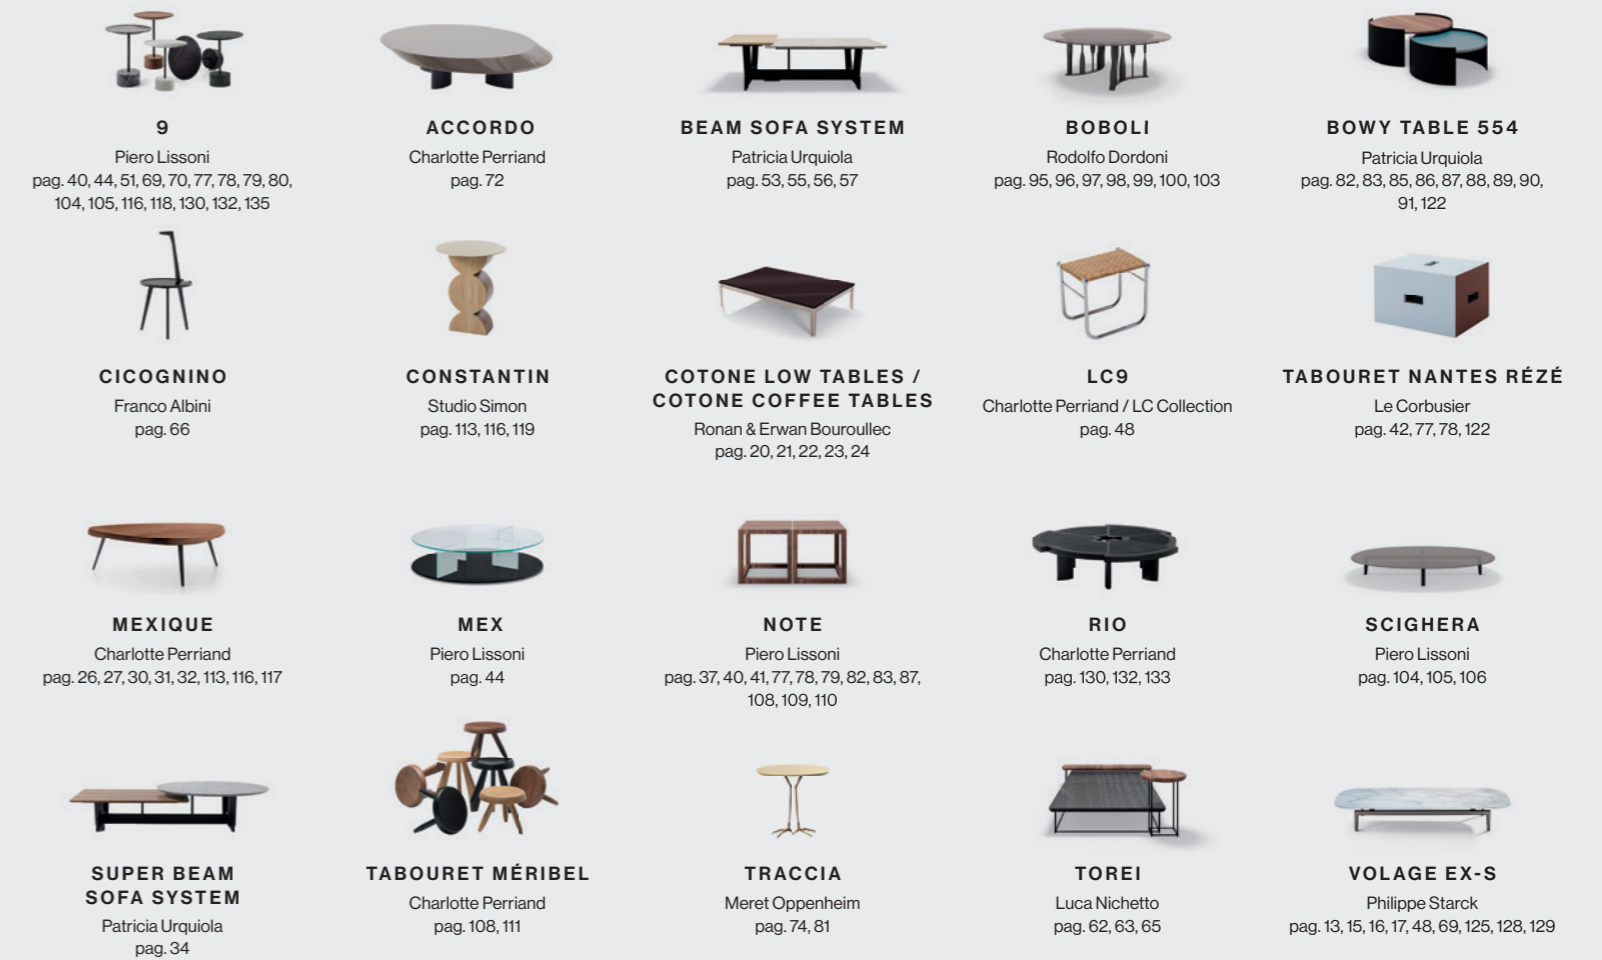 9
Piero Lissoni
pag. 40, 44, 51, 69, 70, 77, 78, 79, 80,
104, 105, 116, 118, 130, 132, 135
ACCORDO
Charlotte Perriand
pag. 72
BEAM SOFA SYSTEM
Patricia Urquiola
pag. 53, 55, 56, 57
BOBOLI
Rodolfo Dordoni
pag. 95, 96, 97, 98, 99, 100, 103
BOWY TABLE 554
Patricia Urquiola
pag. 82, 83, 85, 86, 87, 88, 89, 90,
91, 122
CICOGNINO
Franco Albini
pag. 66
CONSTANTIN
Studio Simon
pag. 113, 116, 119
COTONE LOW TABLES /
COTONE COFFEE TABLES
Ronan & Erwan Bouroullec
pag. 20, 21, 22, 23, 24
LC9
Charlotte Perriand / LC Collection
pag. 48
TABOURET NANTES RÉZÉ
Le Corbusier
pag. 42, 77, 78, 122
MEXIQUE
Charlotte Perriand
pag. 26, 27, 30, 31, 32, 113, 116, 117
MEX
Piero Lissoni
pag. 44
NOTE
Piero Lissoni
pag. 37, 40, 41, 77, 78, 79, 82, 83, 87,
108, 109, 110
RIO
Charlotte Perriand
pag. 130, 132, 133
SCIGHERA
Piero Lissoni
pag. 104, 105, 106
SUPER BEAM
SOFA SYSTEM
Patricia Urquiola
pag. 34
TABOURET MÉRIBEL
Charlotte Perriand
pag. 108, 111
TRACCIA
Meret Oppenheim
pag. 74, 81
TOREI
Luca Nichetto
pag. 62, 63, 65
VOLAGE EX-S
Philippe Starck
pag. 13, 15, 16, 17, 48, 69, 125, 128, 129